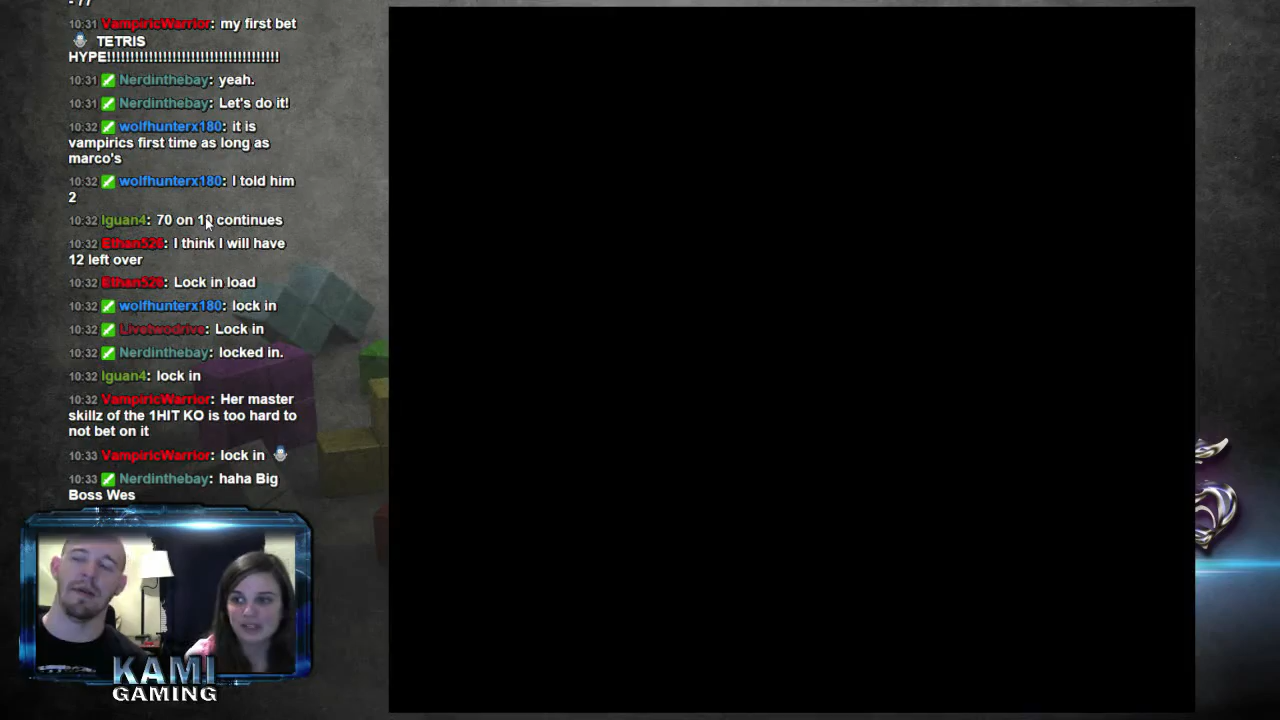 - 77
10:31 VampiricWarrior: my first bet
TETRIS
HYPE!!!!!!!!!!!!!!!!!!!!!!!!!!!!!!!!!!!!!
10:31 Nerdinthebay: yeah.
10:31 Nerdinthebay: Let's do it!
10:32 wolfhunterx180: it is
vampirics first time as long as
marco's
10:32 wolfhunterx180: I told him
2
10:32 Iguan4: 70 on 10 continues
10:32 Ethan526: I think I will have
12 left over
10:32 Ethan526: Lock in load
10:32 wolfhunterx180: lock in
10:32 Livetwodrive: Lock in
10:32 Nerdinthebay: locked in.
10:32 Iguan4: lock in
10:32 VampiricWarrior: Her master
skillz of the 1HIT KO is too hard to
not bet on it
10:33 VampiricWarrior: lock in
10:33 Nerdinthebay: haha Big
Boss Wes
KAMI
GAMING